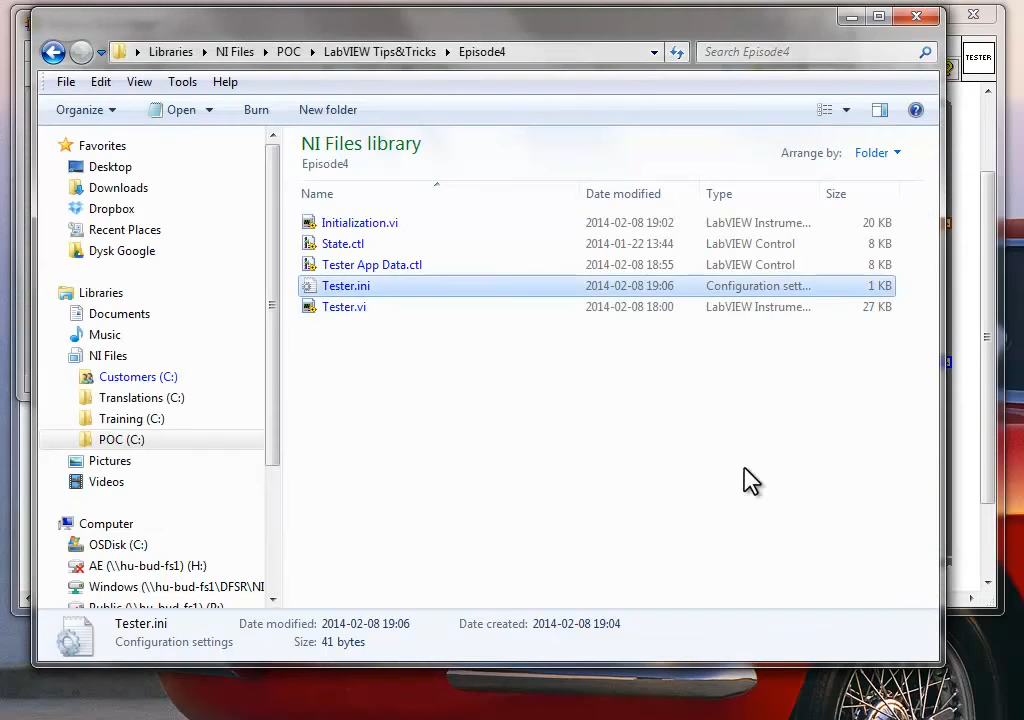 Libraries NI Files POC LabVIEW Tips&Tricks Episode4 Search Episode4
TESTER
File Edit View Tools Help
Organize Open Burn New folder
Favorites
Desktop
Downloads
Dropbox
Recent Places
Dysk Google
Libraries
Documents
Music
NI Files
Customers (C:)
Translations (C:)
Training (C:)
POC (C:)
Pictures
Videos
Computer
OSDisk (C:)
AE (\\hu-bud-fs1) (H:)
Windows (\\hu-bud-fs1\DFSR\NI
Public (\\hu-bud-fs1) (P:)
NI Files library
Episode4
Arrange by: Folder
Name Date modified Type Size
Initialization.vi 2014-02-08 19:02 LabVIEW Instrume... 20 KB
State.ctl 2014-01-22 13:44 LabVIEW Control 8 KB
Tester App Data.ctl 2014-02-08 18:55 LabVIEW Control 8 KB
Tester.ini 2014-02-08 19:06 Configuration sett... 1 KB
Tester.vi 2014-02-08 18:00 LabVIEW Instrume... 27 KB
Tester.ini Date modified: 2014-02-08 19:06 Date created: 2014-02-08 19:04
Configuration settings Size: 41 bytes